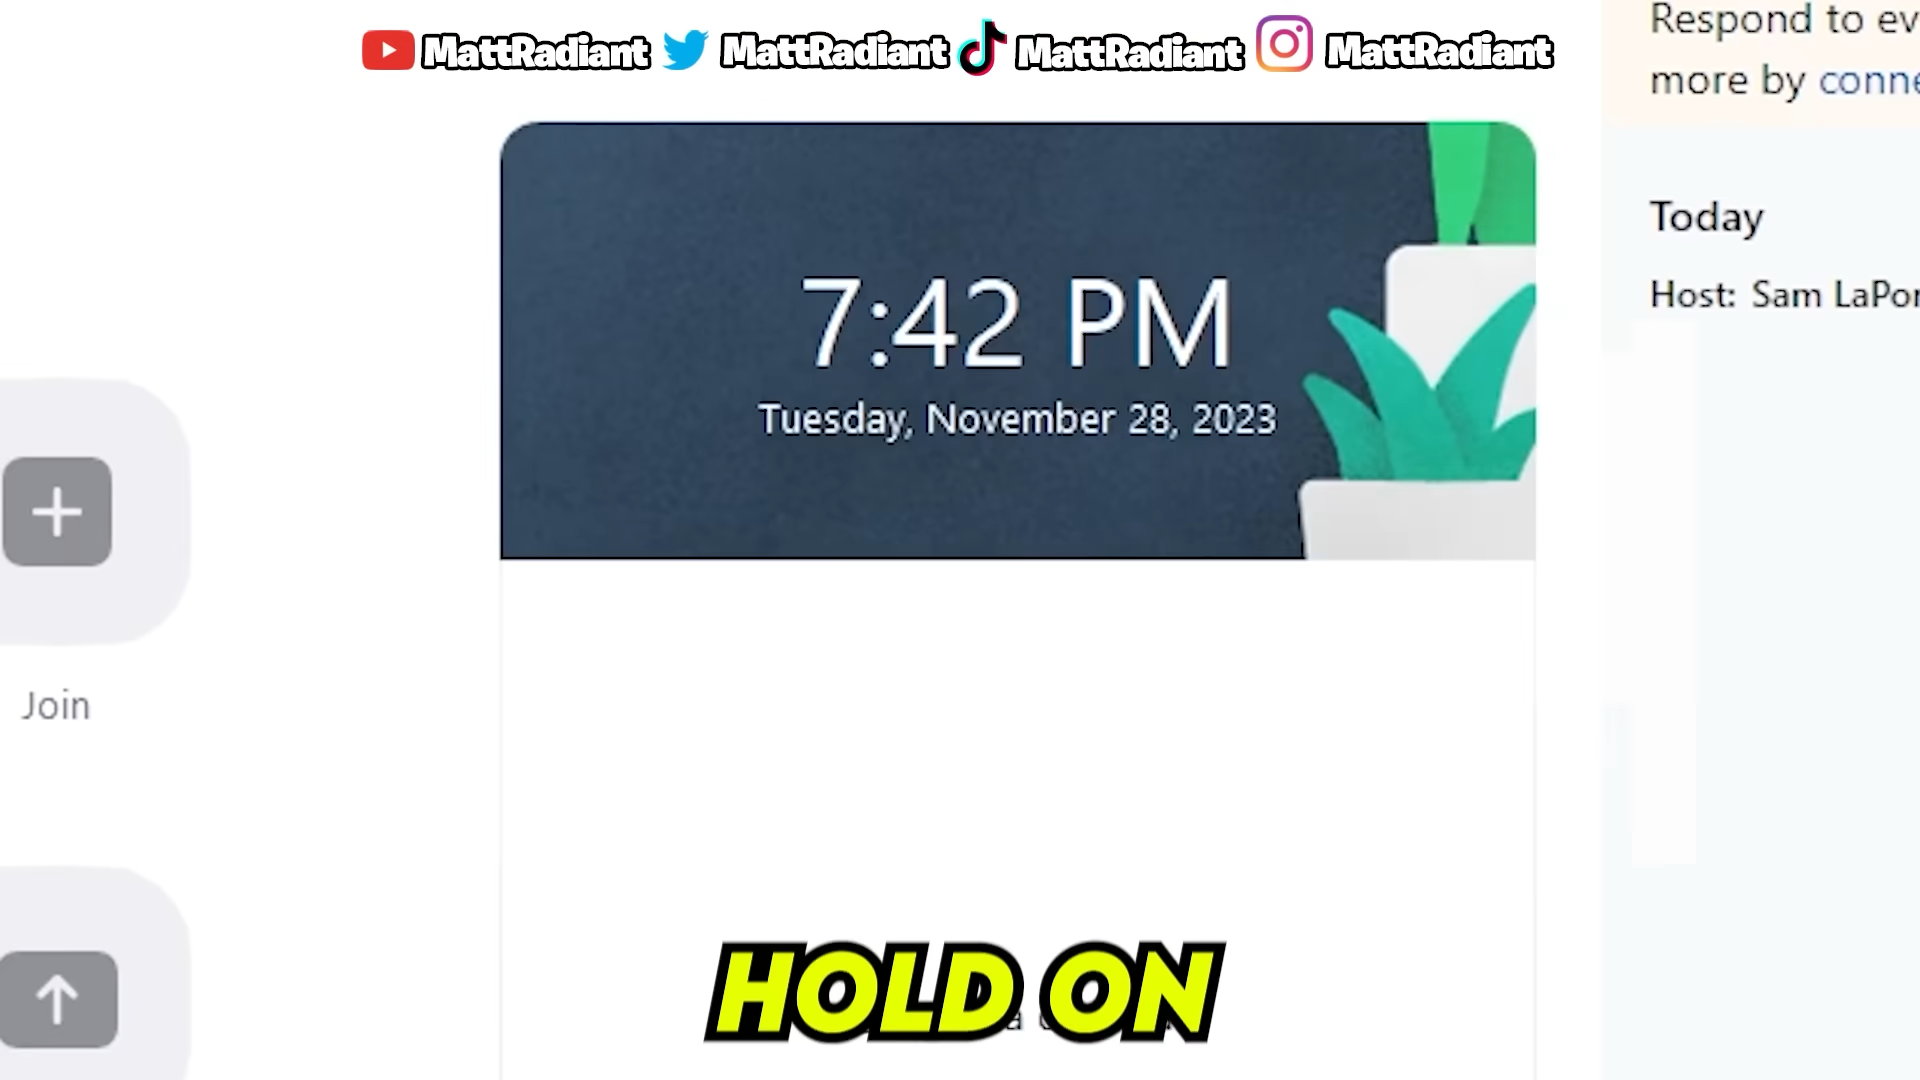 MattRadiant MattRadiant MattRadiant MattRadiant
Respond to ev
more by conne
7:42 PM
Tuesday, November 28, 2023
Today
Host: Sam LaPor
Join
HOLD ON